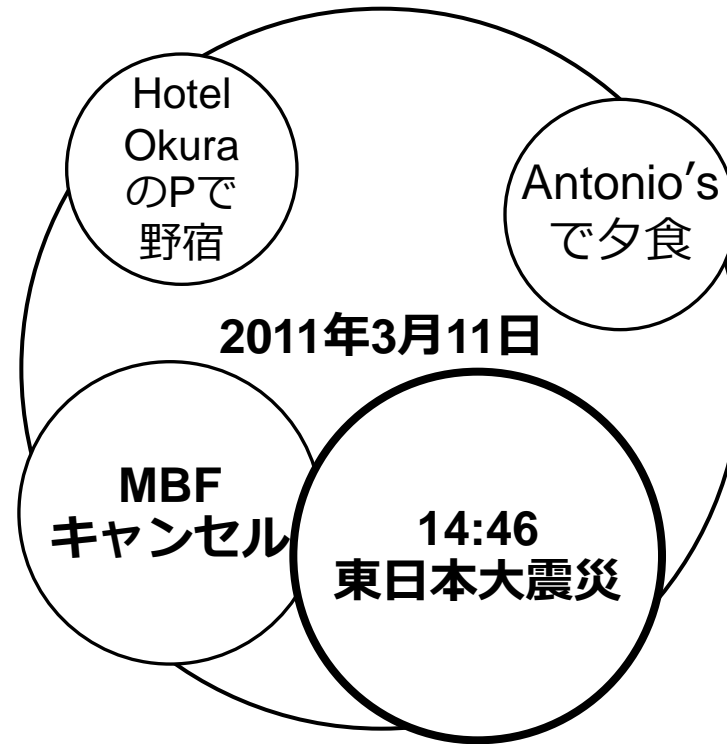 Hotel
Okura
のPで
野宿
Antonio’s
で夕食
2011年3月11日
MBF
キャンセル
14:46
東日本大震災